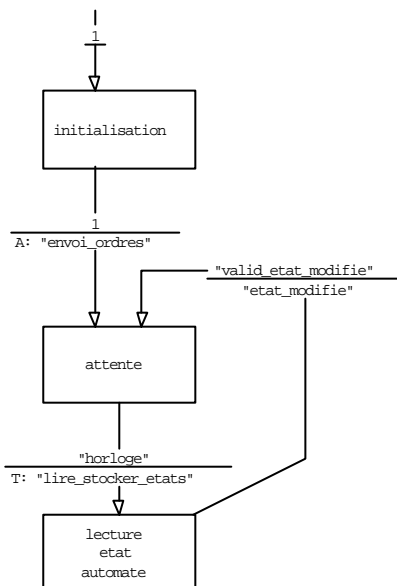 1
initialisation
1
A: "envoi_ordres"
"valid_etat_modifie"
"etat_modifie"
attente
"horloge"
T: "lire_stocker_etats"
lecture
etat
automate